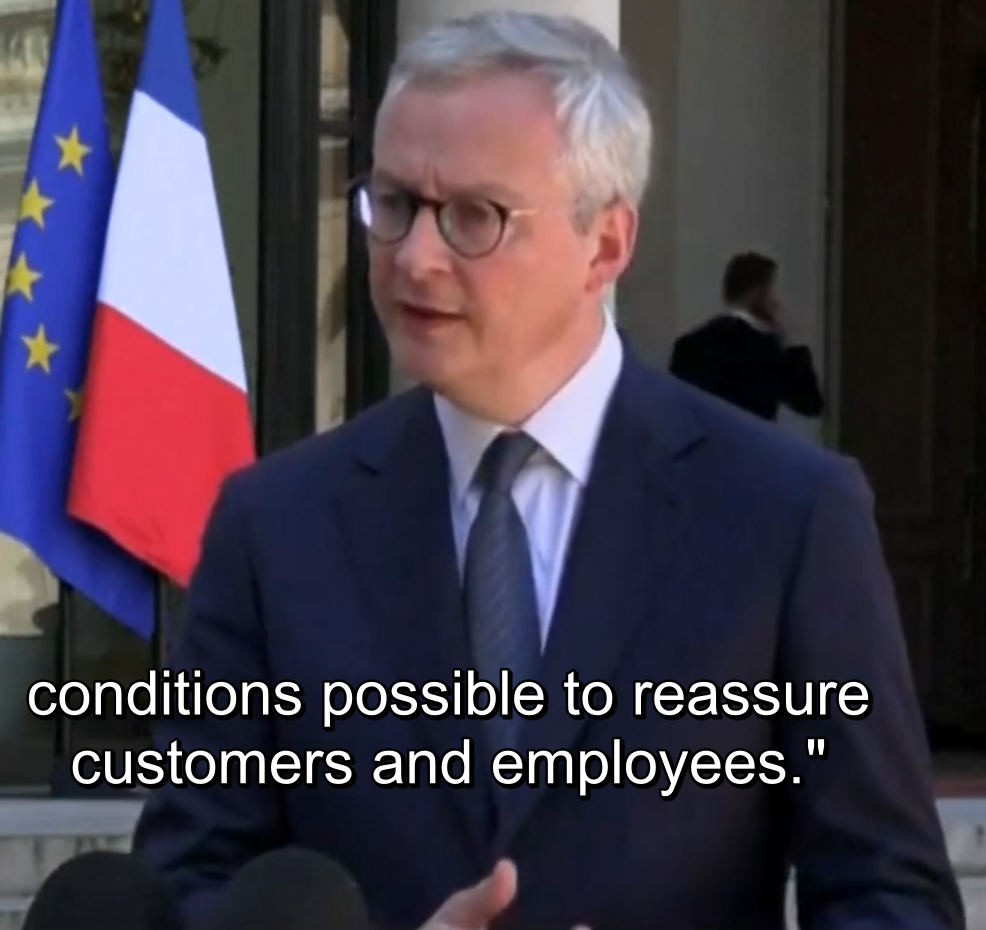 conditions possible to reassure
customers and employees."